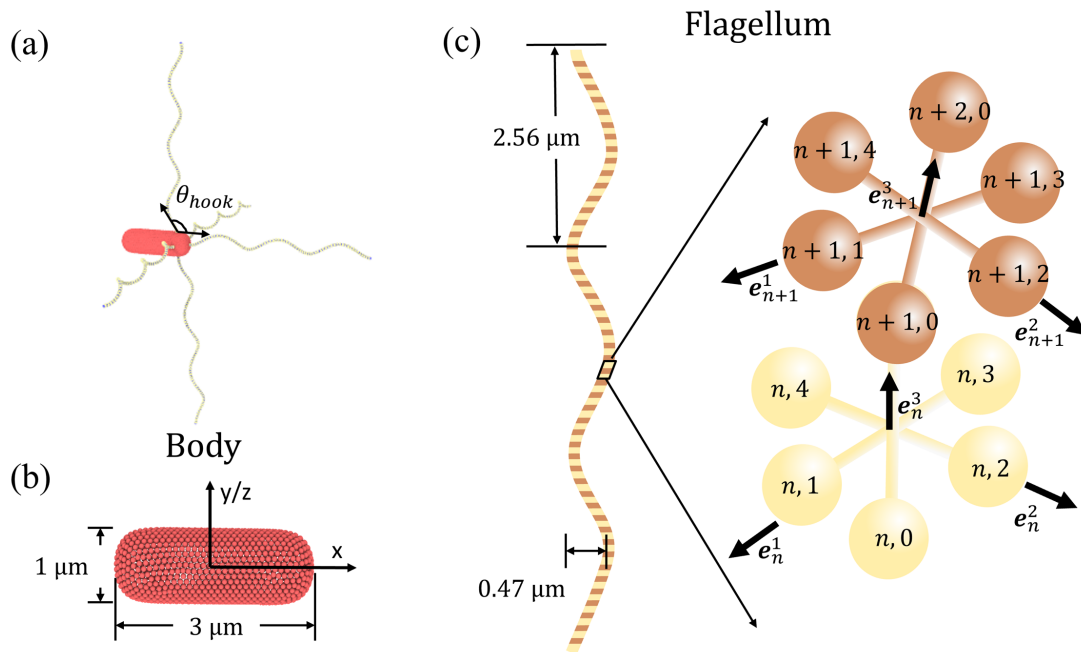 (a)
θ_hook
Body
(b)
y/z
x
1 μm
3 μm
(c)
Flagellum
2.56 μm
0.47 μm
n + 2, 0
n + 1, 4
n + 1, 3
e³ₙ₊₁
n + 1, 1
n + 1, 2
e¹ₙ₊₁
n + 1, 0
e²ₙ₊₁
n, 4
n, 3
e³ₙ
n, 1
n, 2
e²ₙ
e¹ₙ
n, 0